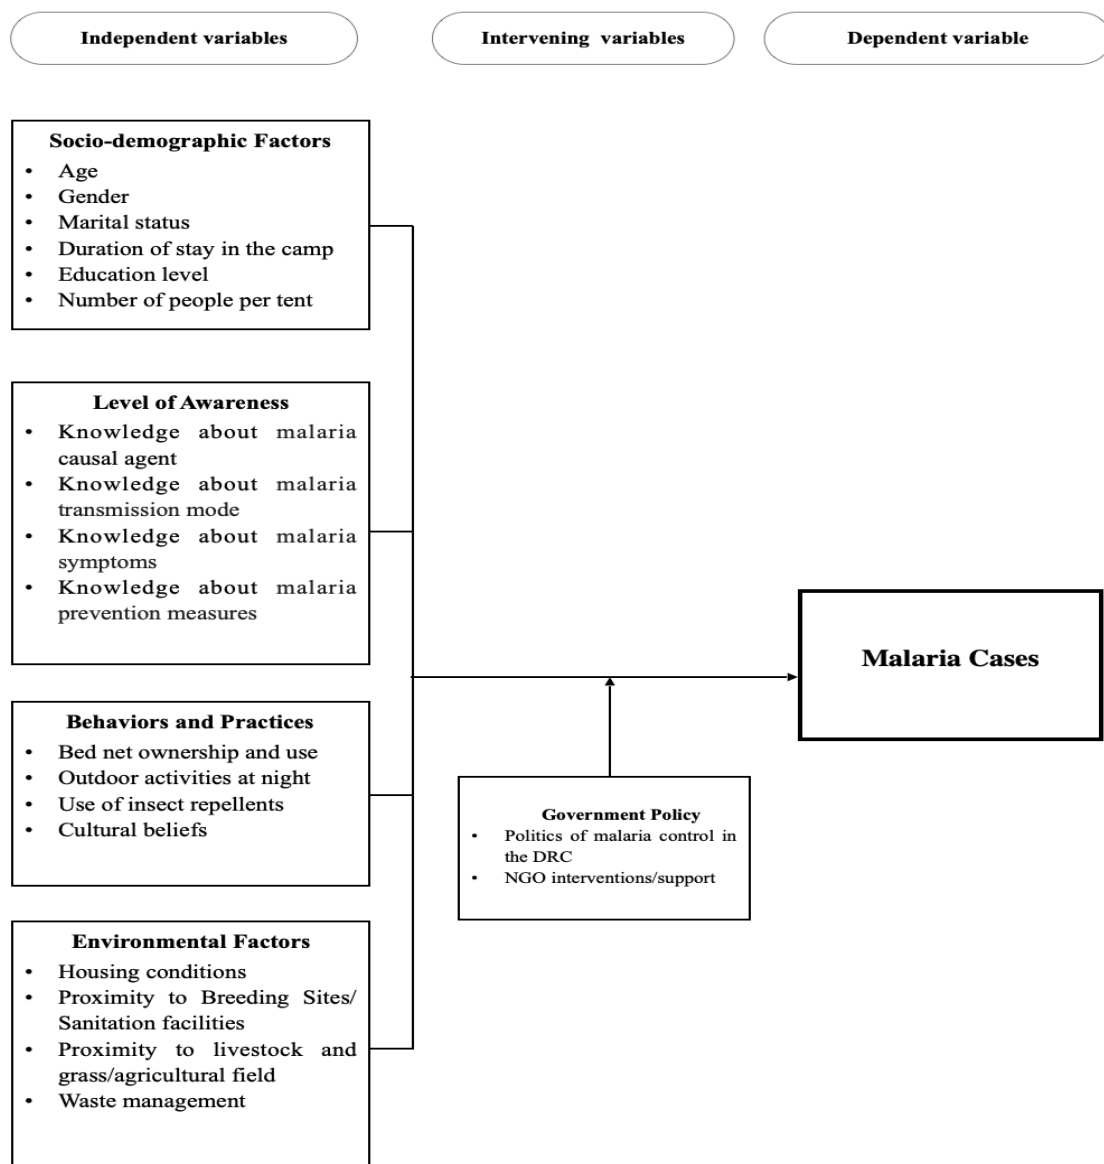 Independent variables
Intervening variables
Dependent variable
Socio-demographic Factors
• Age
• Gender
• Marital status
• Duration of stay in the camp
• Education level
• Number of people per tent
Level of Awareness
• Knowledge about malaria
causal agent
• Knowledge about malaria
transmission mode
• Knowledge about malaria
symptoms
• Knowledge about malaria
prevention measures
Behaviors and Practices
• Bed net ownership and use
• Outdoor activities at night
• Use of insect repellents
• Cultural beliefs
Environmental Factors
• Housing conditions
• Proximity to Breeding Sites/
Sanitation facilities
• Proximity to livestock and
grass/agricultural field
• Waste management
Government Policy
• Politics of malaria control in
the DRC
• NGO interventions/support
Malaria Cases